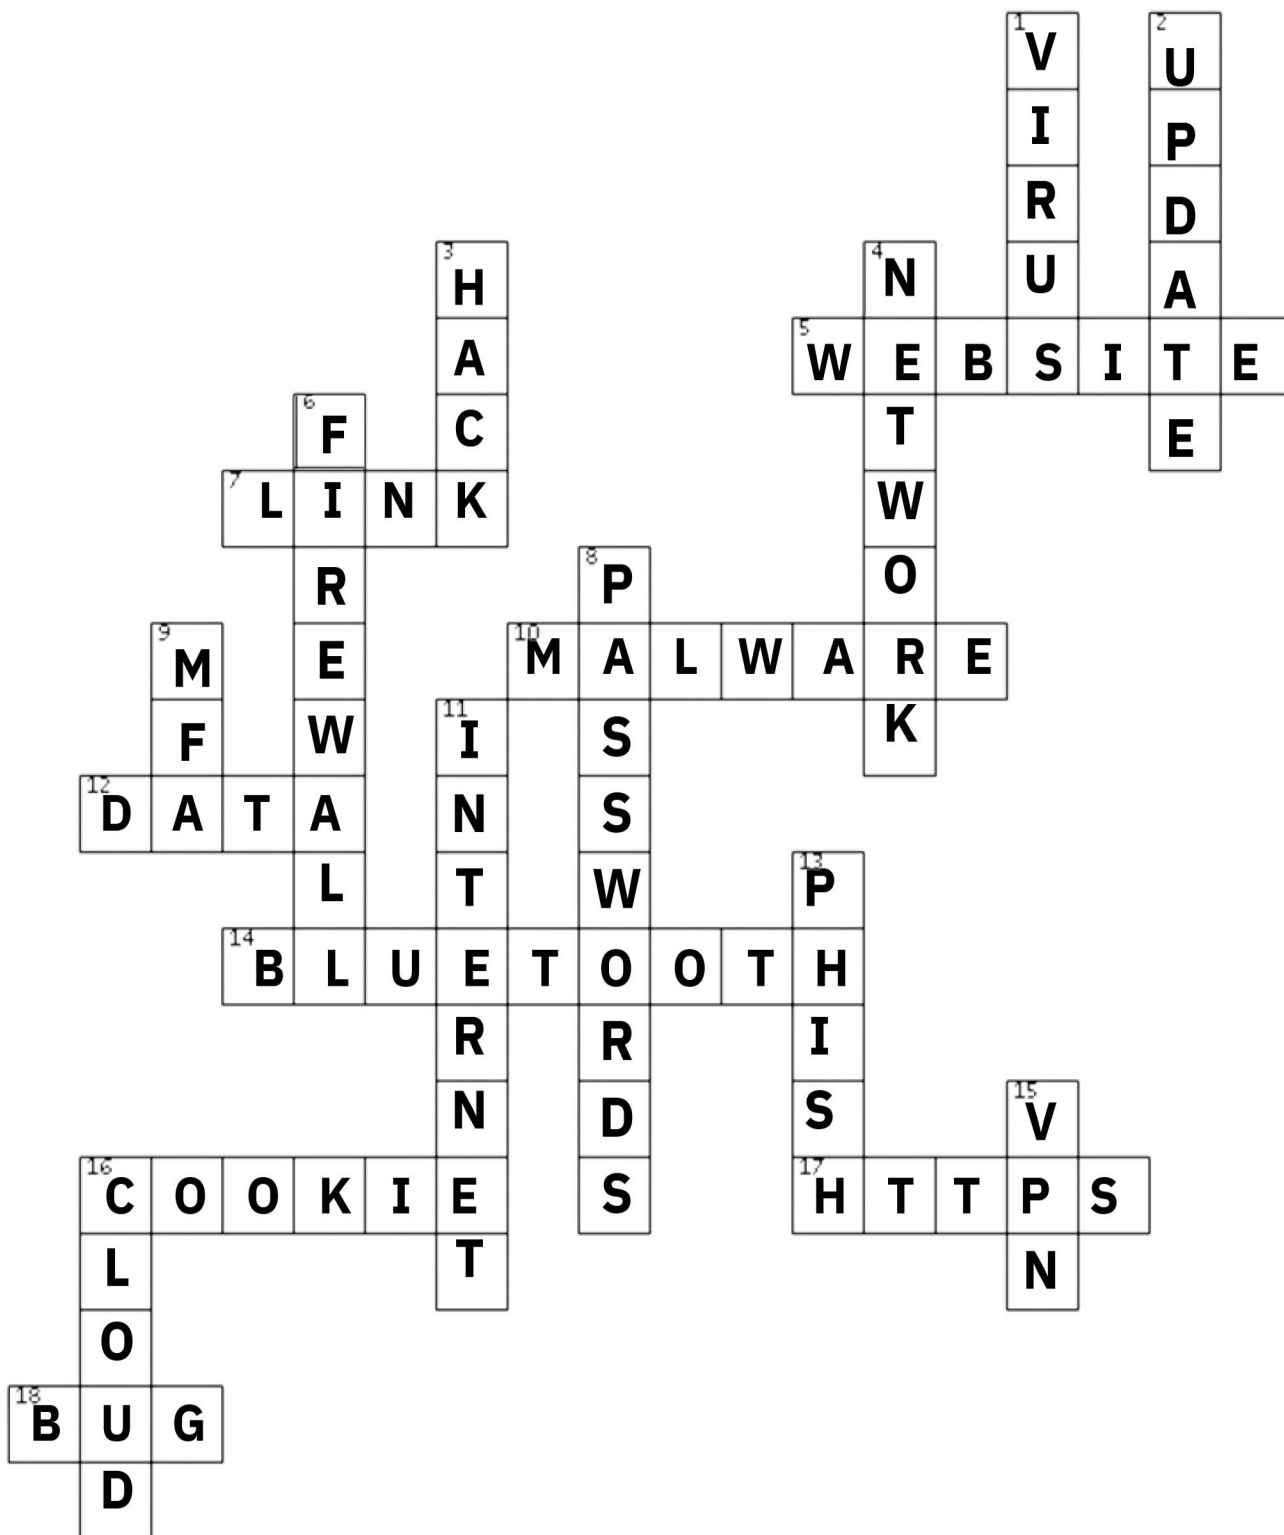 1 V 2 U
I P
R D
3 H 4 N U A
A 5 W E B S I T E
6 F C T E
7 L I N K W
R 8 P O
9 M E 10 M A L W A R E
F W 11 I S K
12 D A T A N S
L T W 13 P
14 B L U E T O O T H
R R I
N D S 15 V
16 C O O K I E S 17 H T T P S
L T N
O
18 B U G
D